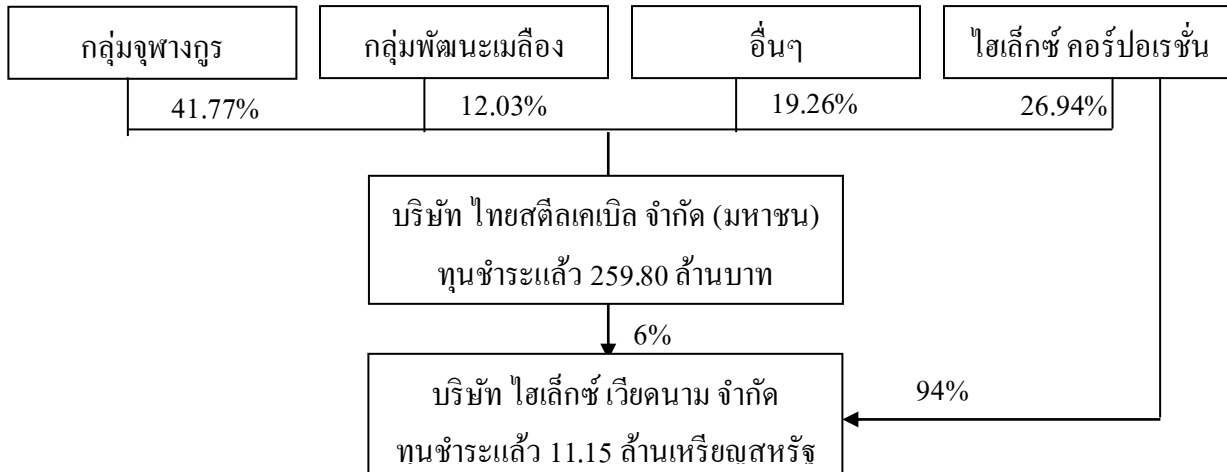 กลุ่มจุฬางกูร
กลุ่มพัฒนะเมลือง
อื่นๆ
ไฮเล็กซ์ คอร์ปอเรชั่น
41.77%
12.03%
19.26%
26.94%
บริษัท ไทยสตีลเคเบิล จำกัด (มหาชน)
ทุนชำระแล้ว 259.80 ล้านบาท
6%
บริษัท ไฮเล็กซ์ เวียดนาม จำกัด
94%
ทุนชำระแล้ว 11.15 ล้านเหรียญสหรัฐ